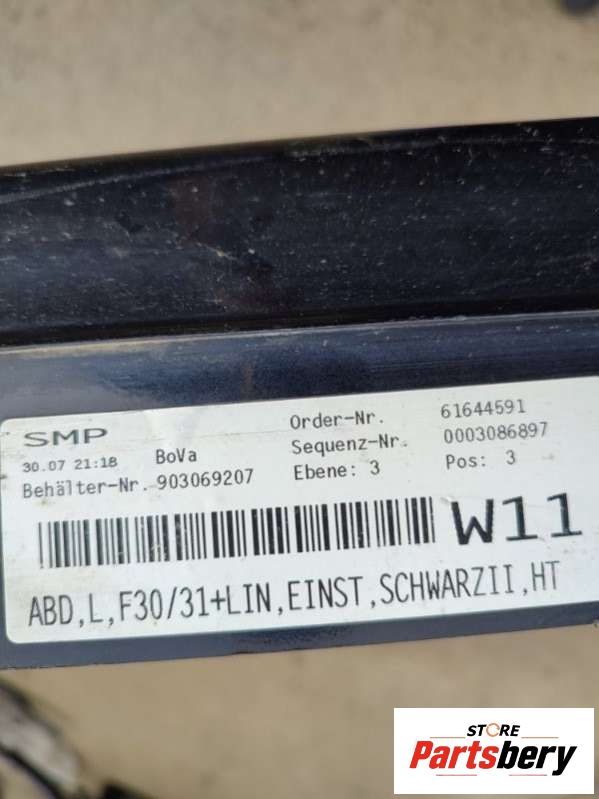 SMP
30.07 21:18 BoVa
Order-Nr. 61644591
Sequenz-Nr. 0003086897
Behälter-Nr. 903069207
Ebene: 3 Pos: 3
W11
ABD,L,F30/31+LIN,EINST,SCHWARZII,HT
STORE
Partsbery